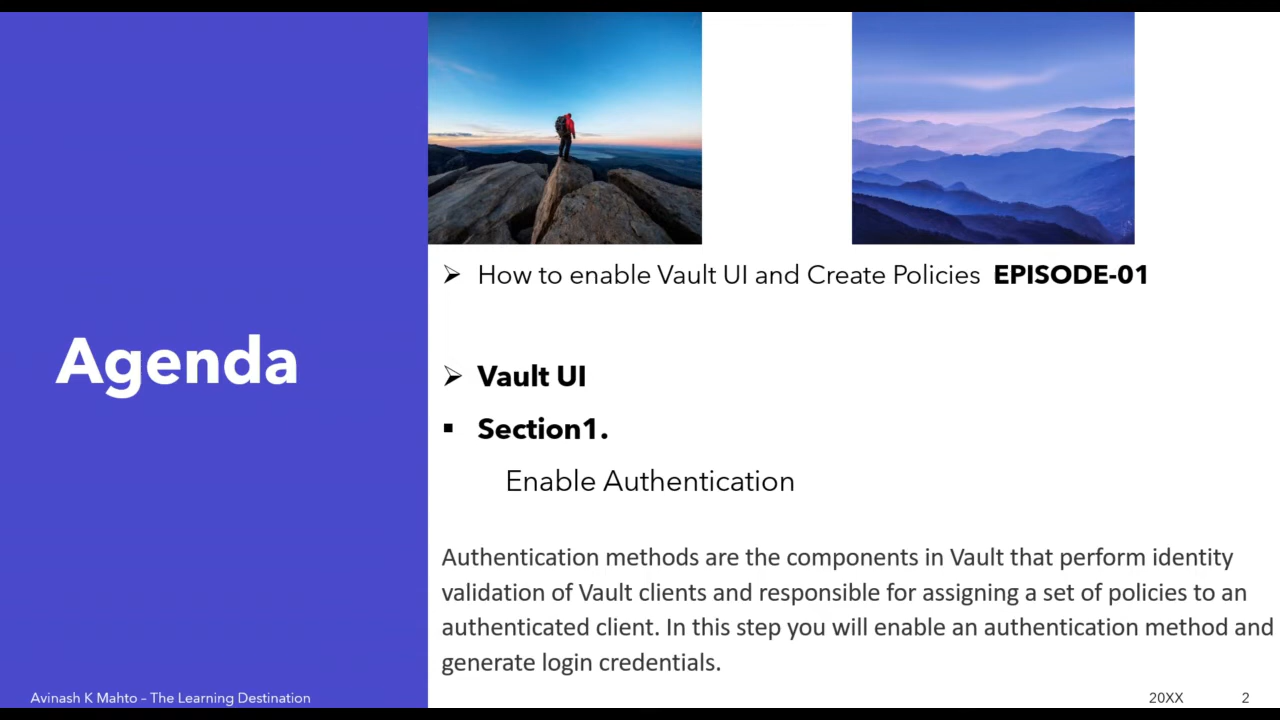 How to enable Vault UI and Create Policies EPISODE-01
Agenda
Vault UI
Section1.
Enable Authentication
Authentication methods are the components in Vault that perform identity
validation of Vault clients and responsible for assigning a set of policies to an
authenticated client. In this step you will enable an authentication method and
generate login credentials.
Avinash K Mahto – The Learning Destination
20XX
2